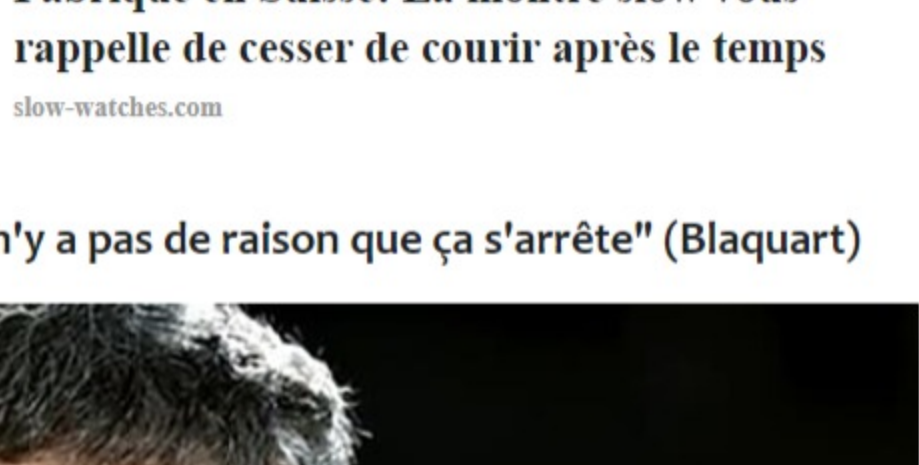 rappelle de cesser de courir après le temps
slow-watches.com
n'y a pas de raison que ça s'arrête" (Blaquart)